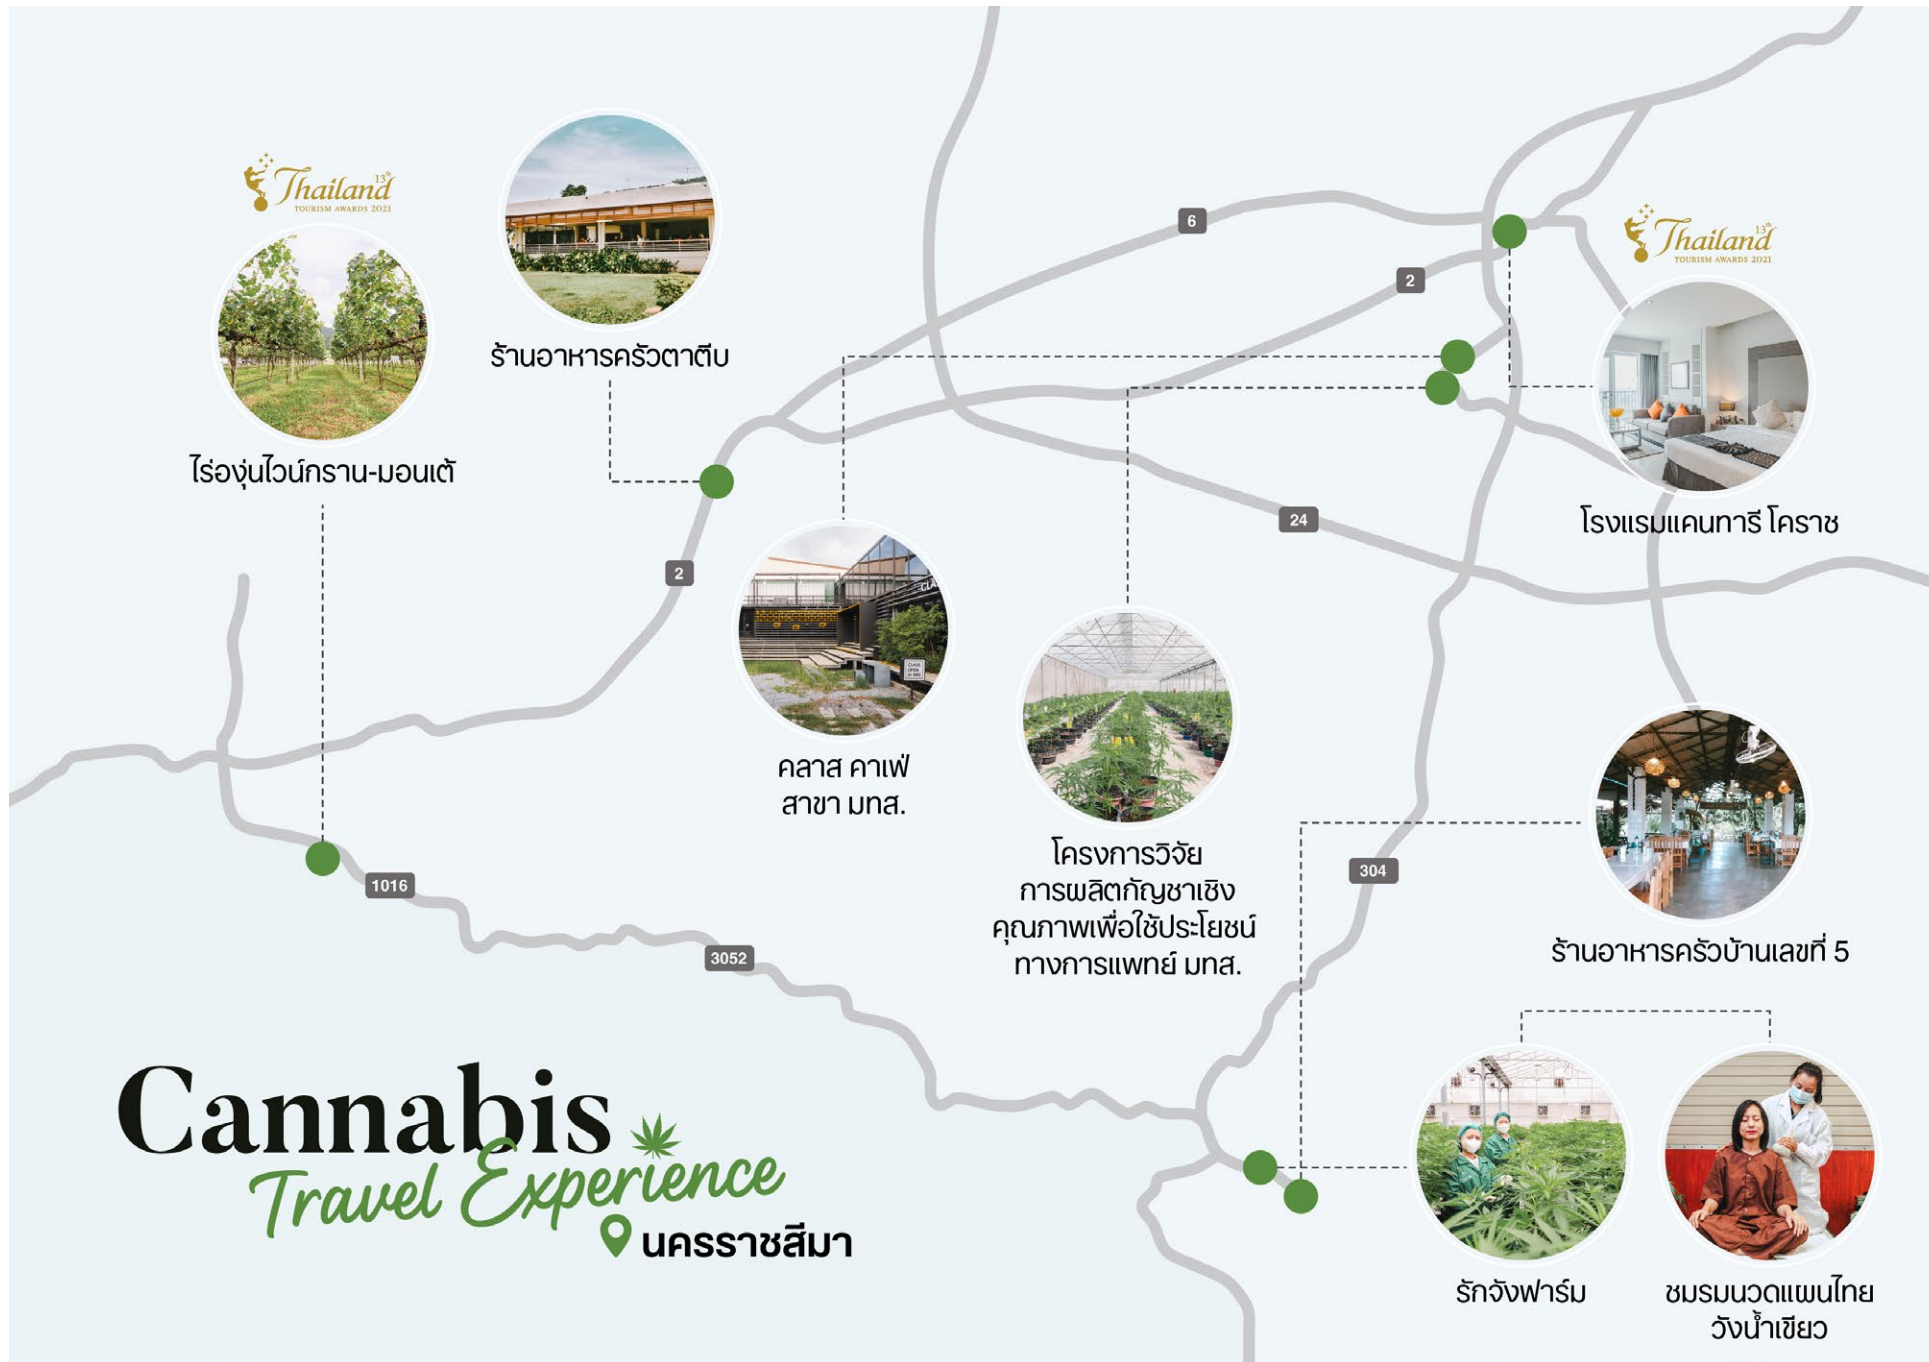 Thailand 13th
TOURISM AWARDS 2021
ไร่องุ่นไวน์กราน-มอนเต้
ร้านอาหารครัวตาตีบ
6
2
Thailand 13th
TOURISM AWARDS 2021
โรงแรมแคนทารี โคราช
24
2
คลาส คาเฟ่
สาขา มทส.
โครงการวิจัย
การผลิตกัญชาเชิง
คุณภาพเพื่อใช้ประโยชน์
ทางการแพทย์ มทส.
304
ร้านอาหารครัวบ้านเลขที่ 5
1016
3052
Cannabis
Travel Experience
นครราชสีมา
รักจังฟาร์ม
ชมรมนวดแผนไทย
วังน้ำเขียว